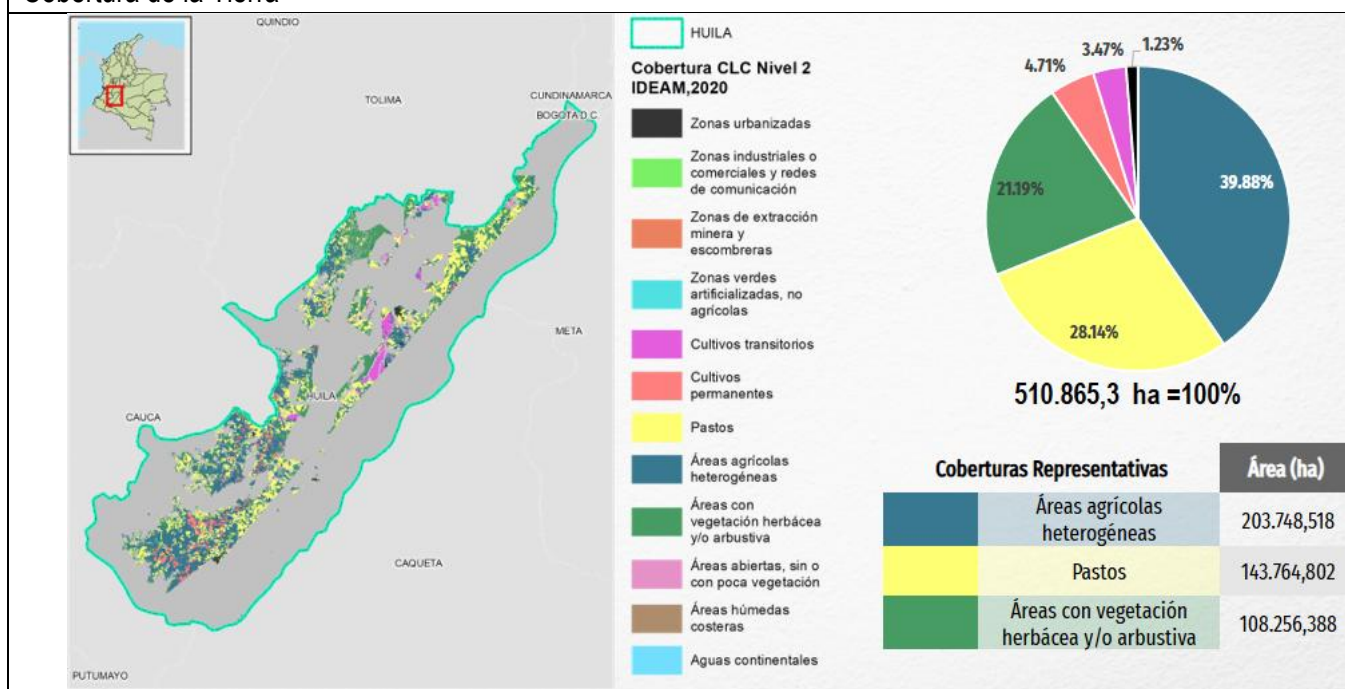 Cobertura de la Tierra
QUINDIO
TOLIMA
CUNDINAMARCA
BOGOTA D.C.
META
HUILA
CAUCA
CAQUETA
PUTUMAYO
HUILA
Cobertura CLC Nivel 2
IDEAM,2020
Zonas urbanizadas
Zonas industriales o
comerciales y redes
de comunicación
Zonas de extracción
minera y
escombreras
Zonas verdes
artificializadas, no
agrícolas
Cultivos transitorios
Cultivos
permanentes
Pastos
Áreas agrícolas
heterogéneas
Áreas con
vegetación herbácea
y/o arbustiva
Áreas abiertas, sin o
con poca vegetación
Áreas húmedas
costeras
Aguas continentales
1.23%
3.47%
4.71%
39.88%
21.19%
28.14%
510.865,3 ha =100%
Coberturas Representativas Área (ha)
Áreas agrícolas
heterogéneas
203.748,518
Pastos 143.764,802
Áreas con vegetación
herbácea y/o arbustiva
108.256,388